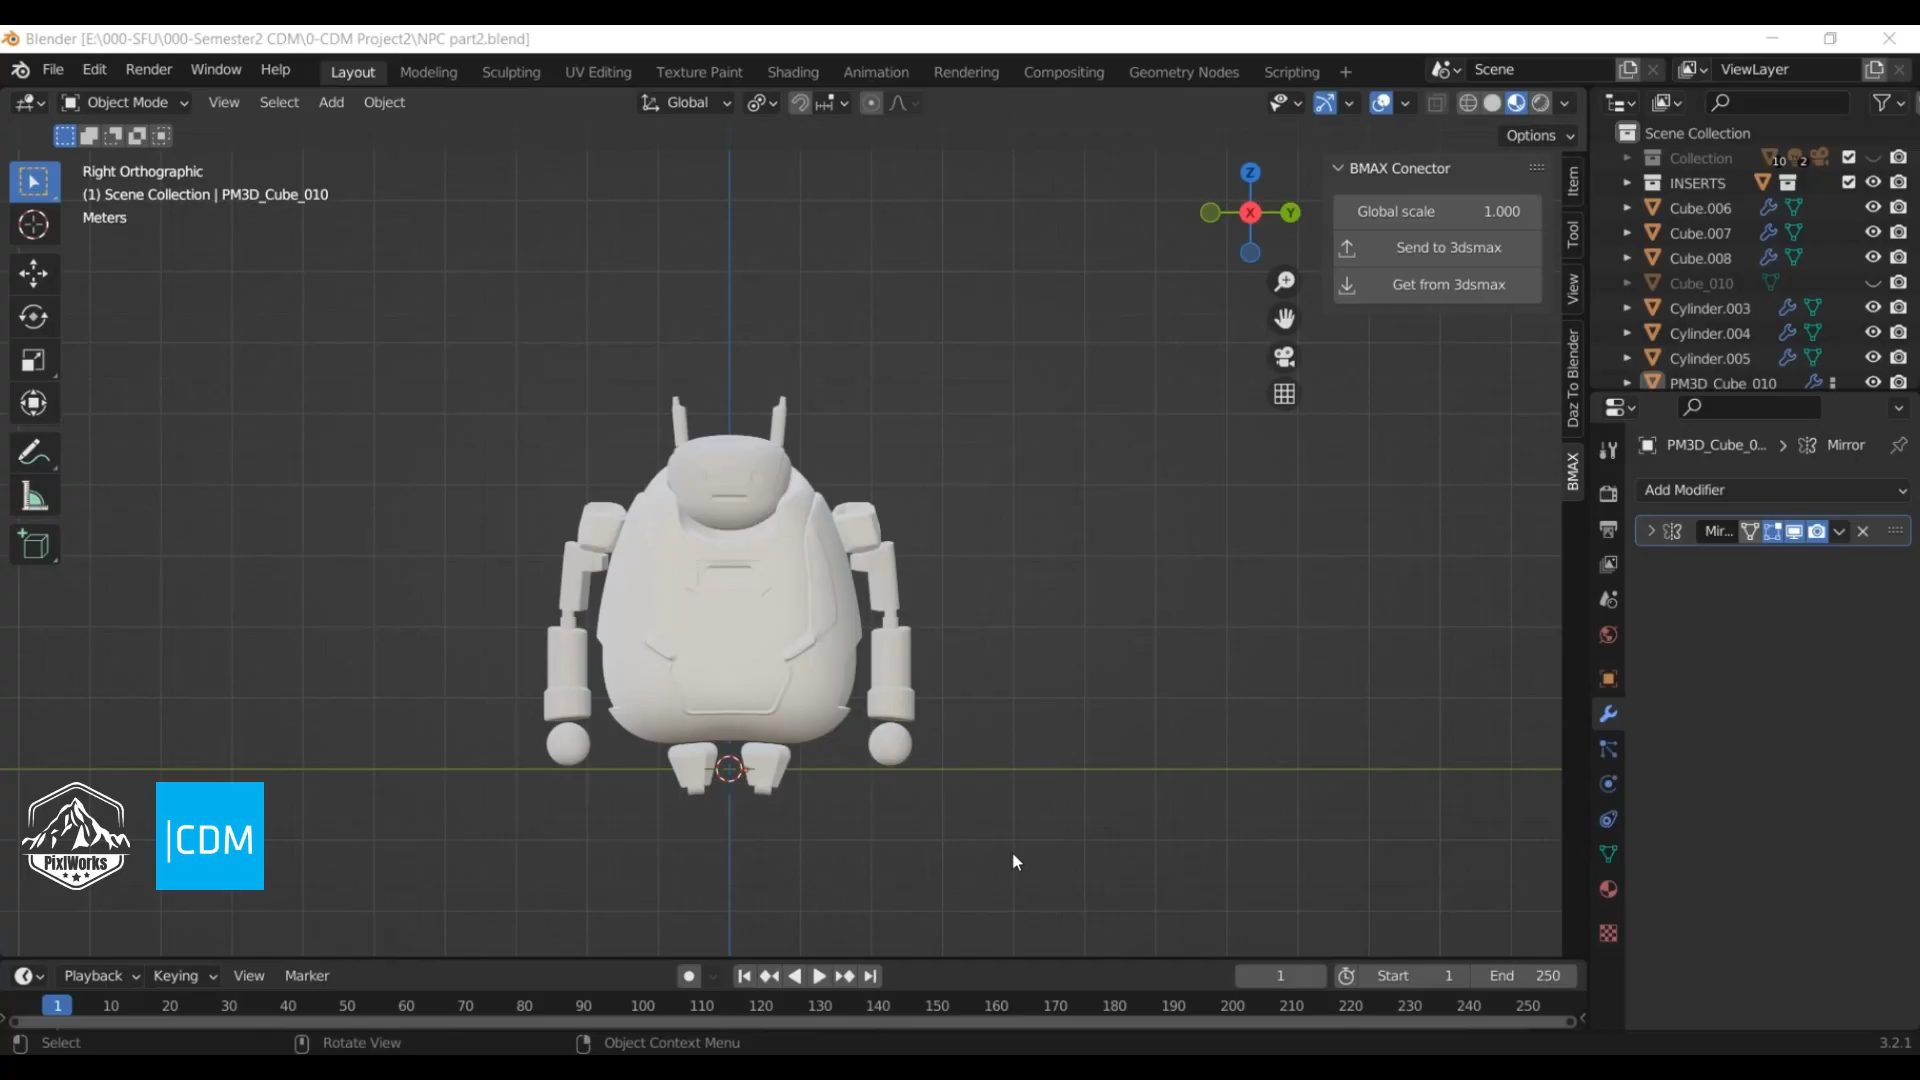 Blender [E:\000-SFU\000-Semester2 CDM\0-CDM Project2\NPC part2.blend]
File Edit Render Window Help Layout Modeling Sculpting UV Editing Texture Paint Shading Animation Rendering Compositing Geometry Nodes Scripting + Scene ViewLayer
Object Mode View Select Add Object Global
Options
Right Orthographic
(1) Scene Collection | PM3D_Cube_010
Meters
Z
X
Y
BMAX Conector
Global scale 1.000
Send to 3dsmax
Get from 3dsmax
Item
Tool
View
Daz To Blender
BMAX
Scene Collection
Collection 10 2
INSERTS
Cube.006
Cube.007
Cube.008
Cube_010
Cylinder.003
Cylinder.004
Cylinder.005
PM3D_Cube_010
PM3D_Cube_0... Mirror
Add Modifier
Mir...
PixlWorks
|CDM
Playback Keying View Marker 1 Start 1 End 250
1 10 20 30 40 50 60 70 80 90 100 110 120 130 140 150 160 170 180 190 200 210 220 230 240 250
Select Rotate View Object Context Menu 3.2.1